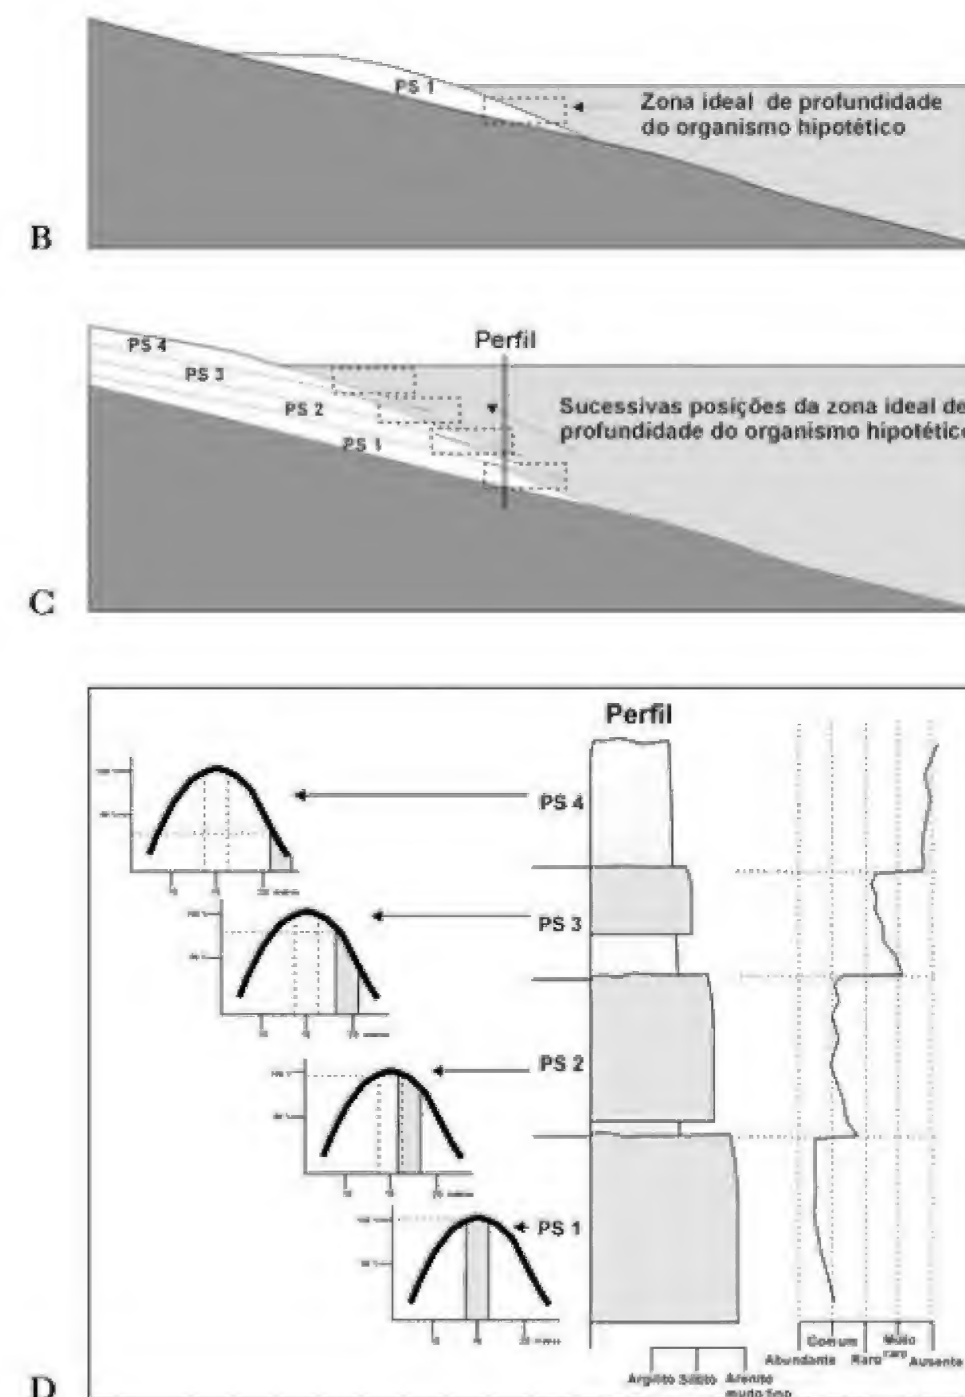 B
PS 1
Zona ideal de profundidade
do organismo hipotético
C
Perfil
PS 4
PS 3
PS 2
PS 1
Sucessivas posições da zona ideal de
profundidade do organismo hipotético
D
Perfil
PS 4
PS 3
PS 2
PS 1
Argilito Siltito Arenito
muito fino
Abundante Comum Raro Muito raro Ausente